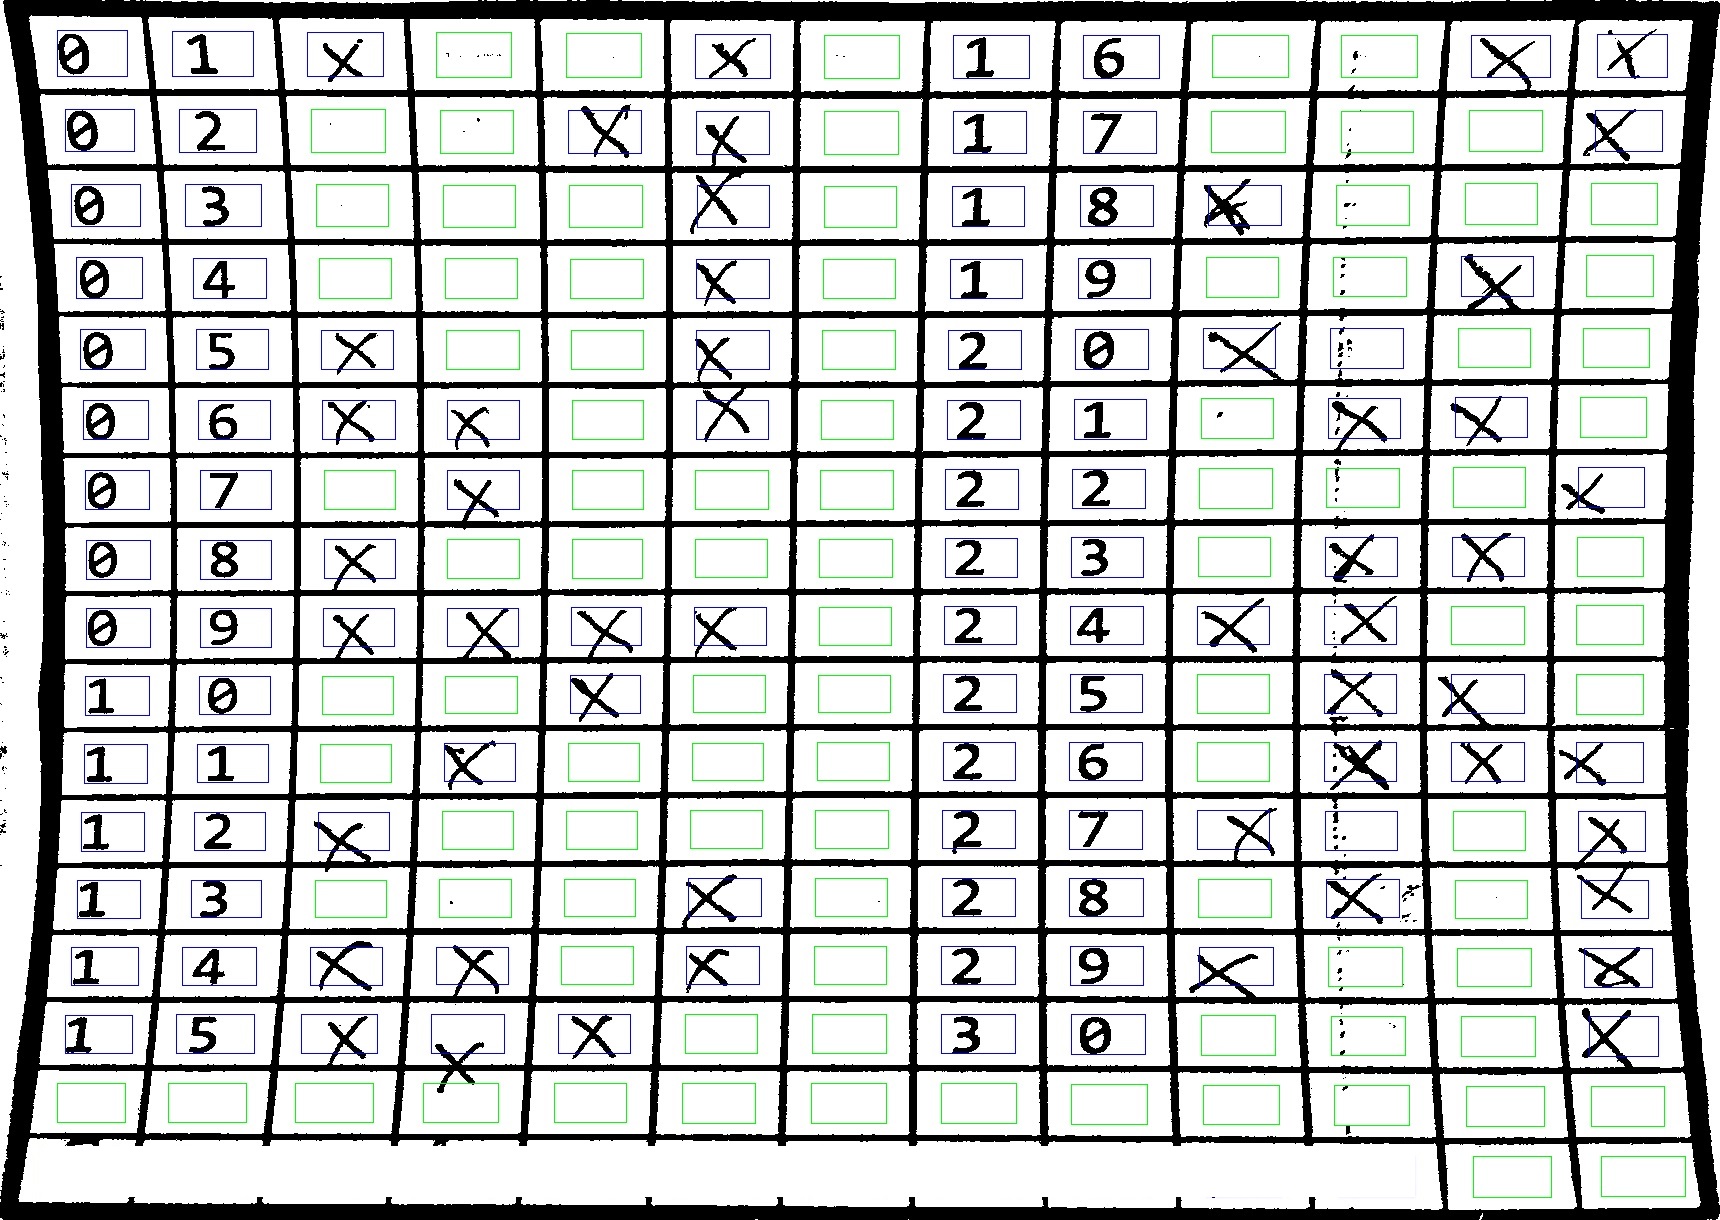 0 1 X X 1 6 X X
0 2 X X 1 7 X
0 3 X 1 8 X
0 4 X 1 9 X
0 5 X X 2 0 X
0 6 X X X 2 1 X X
0 7 X 2 2 X
0 8 X 2 3 X X
0 9 X X X X 2 4 X X
1 0 X 2 5 X X
1 1 X 2 6 X X X
1 2 X 2 7 X X
1 3 X 2 8 X X
1 4 X X X 2 9 X X
1 5 X X X 3 0 X